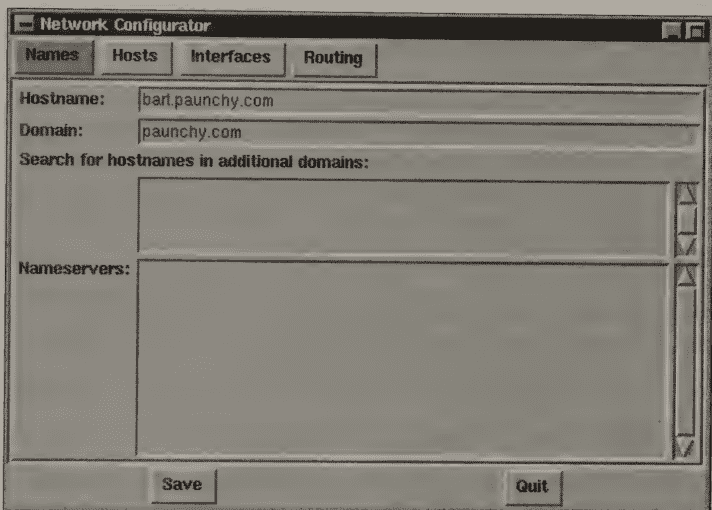 Network Configurator
Names Hosts Interfaces Routing
Hostname: bart.paunchy.com
Domain: paunchy.com
Search for hostnames in additional domains:
Nameservers:
Save Quit